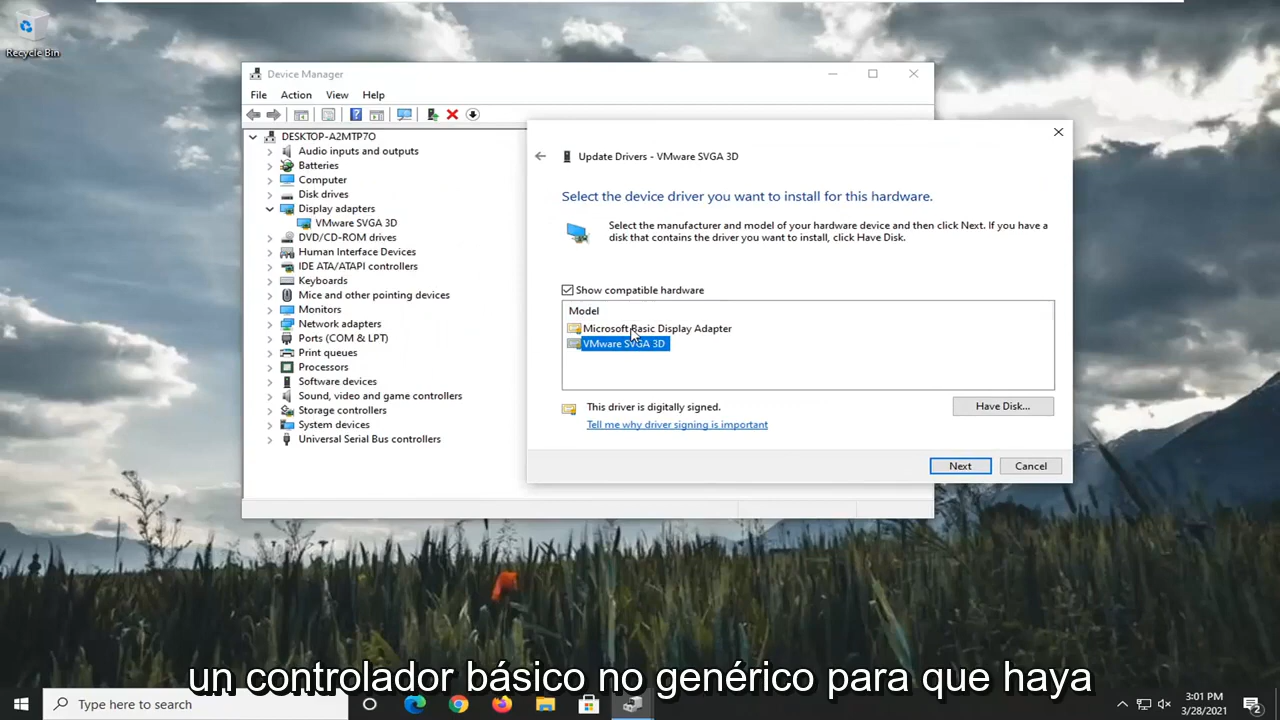 Recycle Bin
Device Manager
File Action View Help
DESKTOP-A2MTP7O
Audio inputs and outputs
Batteries
Computer
Disk drives
Display adapters
VMware SVGA 3D
DVD/CD-ROM drives
Human Interface Devices
IDE ATA/ATAPI controllers
Keyboards
Mice and other pointing devices
Monitors
Network adapters
Ports (COM & LPT)
Print queues
Processors
Software devices
Sound, video and game controllers
Storage controllers
System devices
Universal Serial Bus controllers
Update Drivers - VMware SVGA 3D
Select the device driver you want to install for this hardware.
Select the manufacturer and model of your hardware device and then click Next. If you have a
disk that contains the driver you want to install, click Have Disk.
Show compatible hardware
Model
Microsoft Basic Display Adapter
VMware SVGA 3D
This driver is digitally signed.
Have Disk...
Tell me why driver signing is important
Next Cancel
un controlador básico no genérico para que haya
Type here to search
3:01 PM
3/28/2021
2